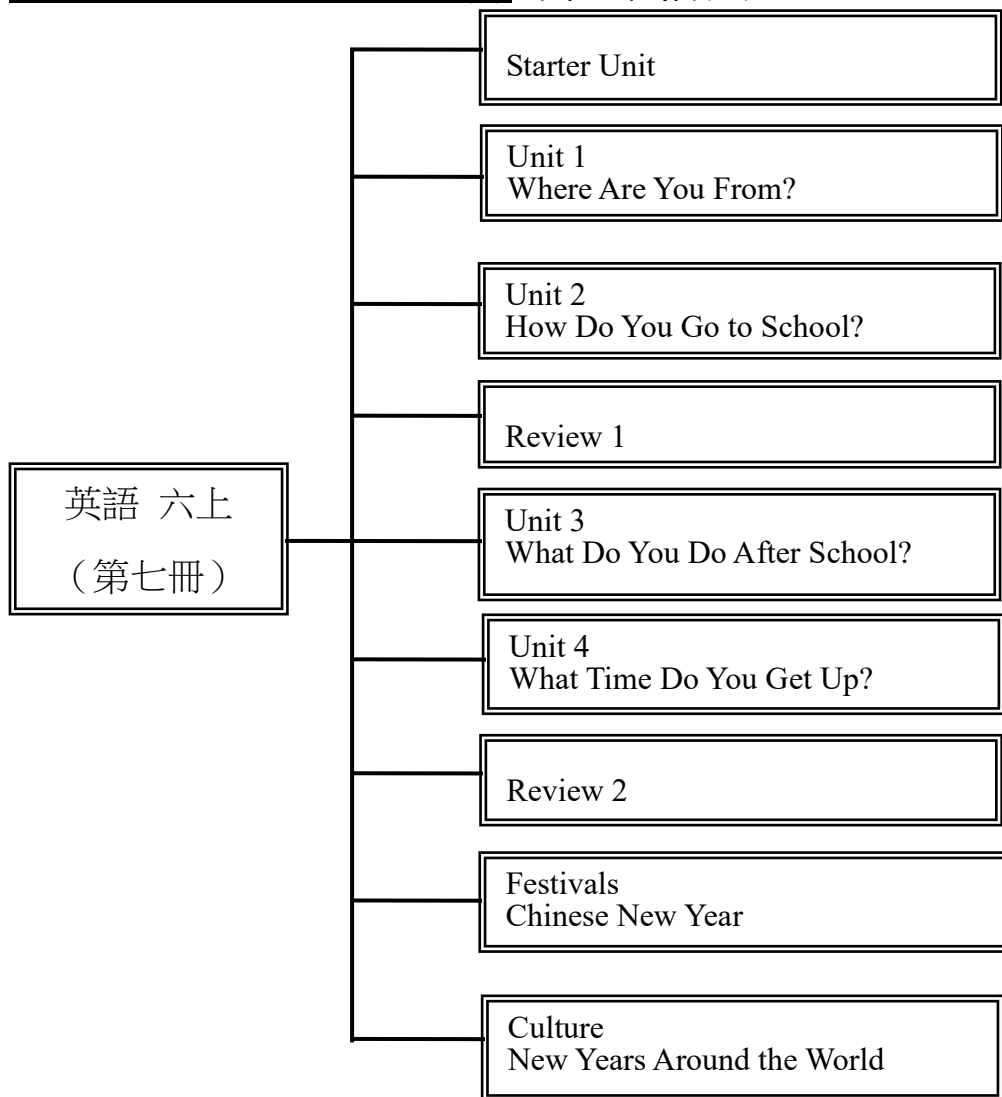 Starter Unit
Unit 1
Where Are You From?
Unit 2
How Do You Go to School?
Review 1
英語 六上
（第七冊）
Unit 3
What Do You Do After School?
Unit 4
What Time Do You Get Up?
Review 2
Festivals
Chinese New Year
Culture
New Years Around the World